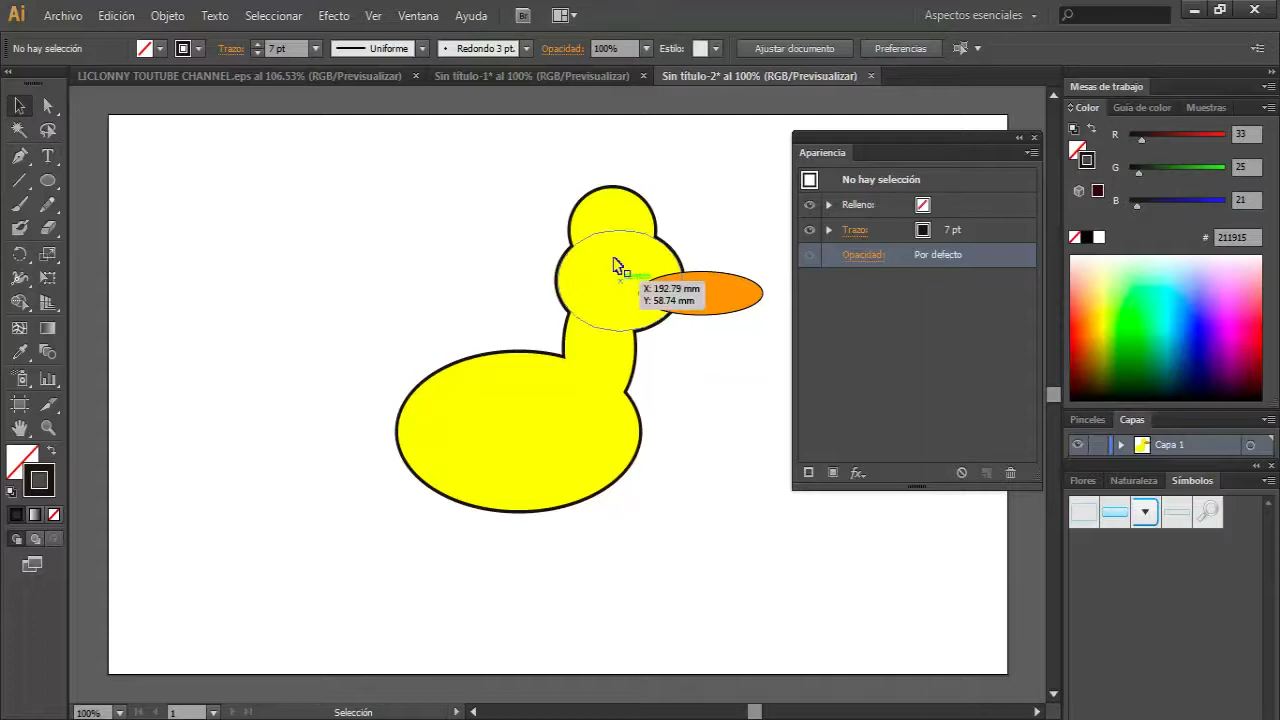 Ai Archivo Edición Objeto Texto Seleccionar Efecto Ver Ventana Ayuda Br Aspectos esenciales
No hay selección Trazo: 7 pt Uniforme Redondo 3 pt. Opacidad: 100% Estilo: Ajustar documento Preferencias
LICLONNY TOUTUBE CHANNEL.eps al 106.53% (RGB/Previsualizar) Sin título-1* al 100% (RGB/Previsualizar) Sin título-2* al 100% (RGB/Previsualizar)
Mesas de trabajo
Color Guía de color Muestras
R 33
G 25
B 21
# 211915
Apariencia
No hay selección
Relleno:
Trazo: 7 pt
Opacidad: Por defecto
fx
X: 192.79 mm
Y: 58.74 mm
Pinceles Capas
Capa 1
Flores Naturaleza Símbolos
100% 1 Selección